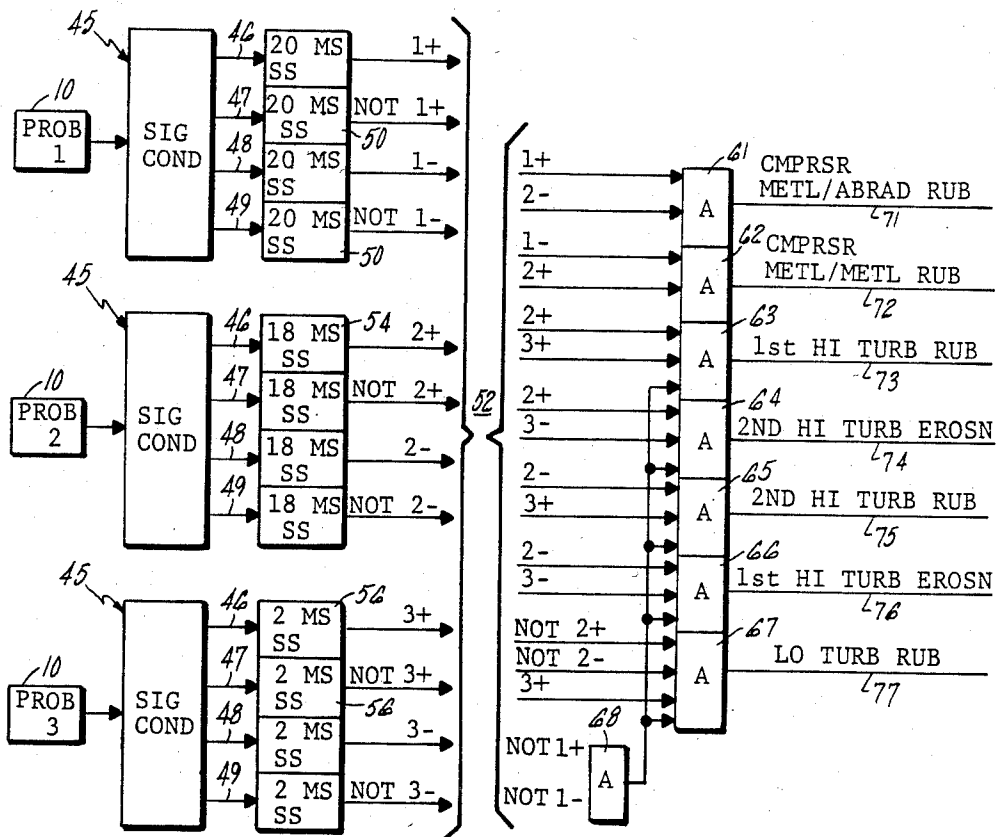 45
10
PROB
1
SIG
COND
46
20 MS
SS
1+
47
20 MS
SS
NOT 1+
50
48
20 MS
SS
1-
49
20 MS
SS
NOT 1-
50
45
10
PROB
2
SIG
COND
46
18 MS
SS
54
2+
47
18 MS
SS
NOT 2+
48
18 MS
SS
2-
49
18 MS
SS
NOT 2-
45
10
PROB
3
SIG
COND
46
2 MS
SS
56
3+
47
2 MS
SS
NOT 3+
56
48
2 MS
SS
3-
49
2 MS
SS
NOT 3-
52
1+
2-
A
61
CMPRSR
METL/ABRAD RUB
71
1-
2+
A
62
CMPRSR
METL/METL RUB
72
2+
3+
A
63
1st HI TURB RUB
73
2+
3-
A
64
2ND HI TURB EROSN
74
2-
3+
A
65
2ND HI TURB RUB
75
2-
3-
A
66
1st HI TURB EROSN
76
NOT 2+
NOT 2-
3+
A
67
LO TURB RUB
77
NOT 1+
NOT 1-
A
68